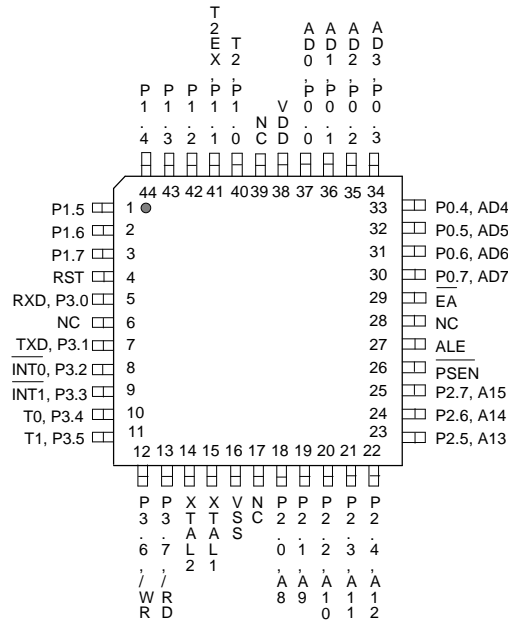 P1.4
P1.3
P1.2
T2EX,P1.1
T2,P1.0
NC
VDD
AD0,P0.0
AD1,P0.1
AD2,P0.2
AD3,P0.3
44 43 42 41 40 39 38 37 36 35 34
P1.5 1
P1.6 2
P1.7 3
RST 4
RXD, P3.0 5
NC 6
TXD, P3.1 7
INT0, P3.2 8
INT1, P3.3 9
T0, P3.4 10
T1, P3.5 11
33 P0.4, AD4
32 P0.5, AD5
31 P0.6, AD6
30 P0.7, AD7
29 EA
28 NC
27 ALE
26 PSEN
25 P2.7, A15
24 P2.6, A14
23 P2.5, A13
12 13 14 15 16 17 18 19 20 21 22
P3.6,/WR
P3.7,/RD
XTAL2
XTAL1
VSS
NC
P2.0,A8
P2.1,A9
P2.2,A10
P2.3,A11
P2.4,A12